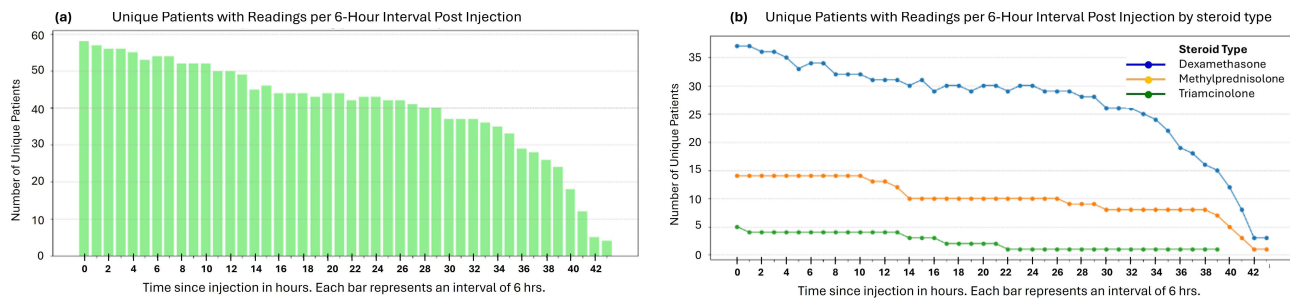 (a) Unique Patients with Readings per 6-Hour Interval Post Injection
Number of Unique Patients
60
50
40
30
20
10
0
0 2 4 6 8 10 12 14 16 18 20 22 24 26 28 30 32 34 36 38 40 42
Time since injection in hours. Each bar represents an interval of 6 hrs.
(b) Unique Patients with Readings per 6-Hour Interval Post Injection by steroid type
Number of Unique Patients
35
30
25
20
15
10
5
0
Steroid Type
Dexamethasone
Methylprednisolone
Triamcinolone
0 2 4 6 8 10 12 14 16 18 20 22 24 26 28 30 32 34 36 38 40 42
Time since injection in hours. Each bar represents an interval of 6 hrs.